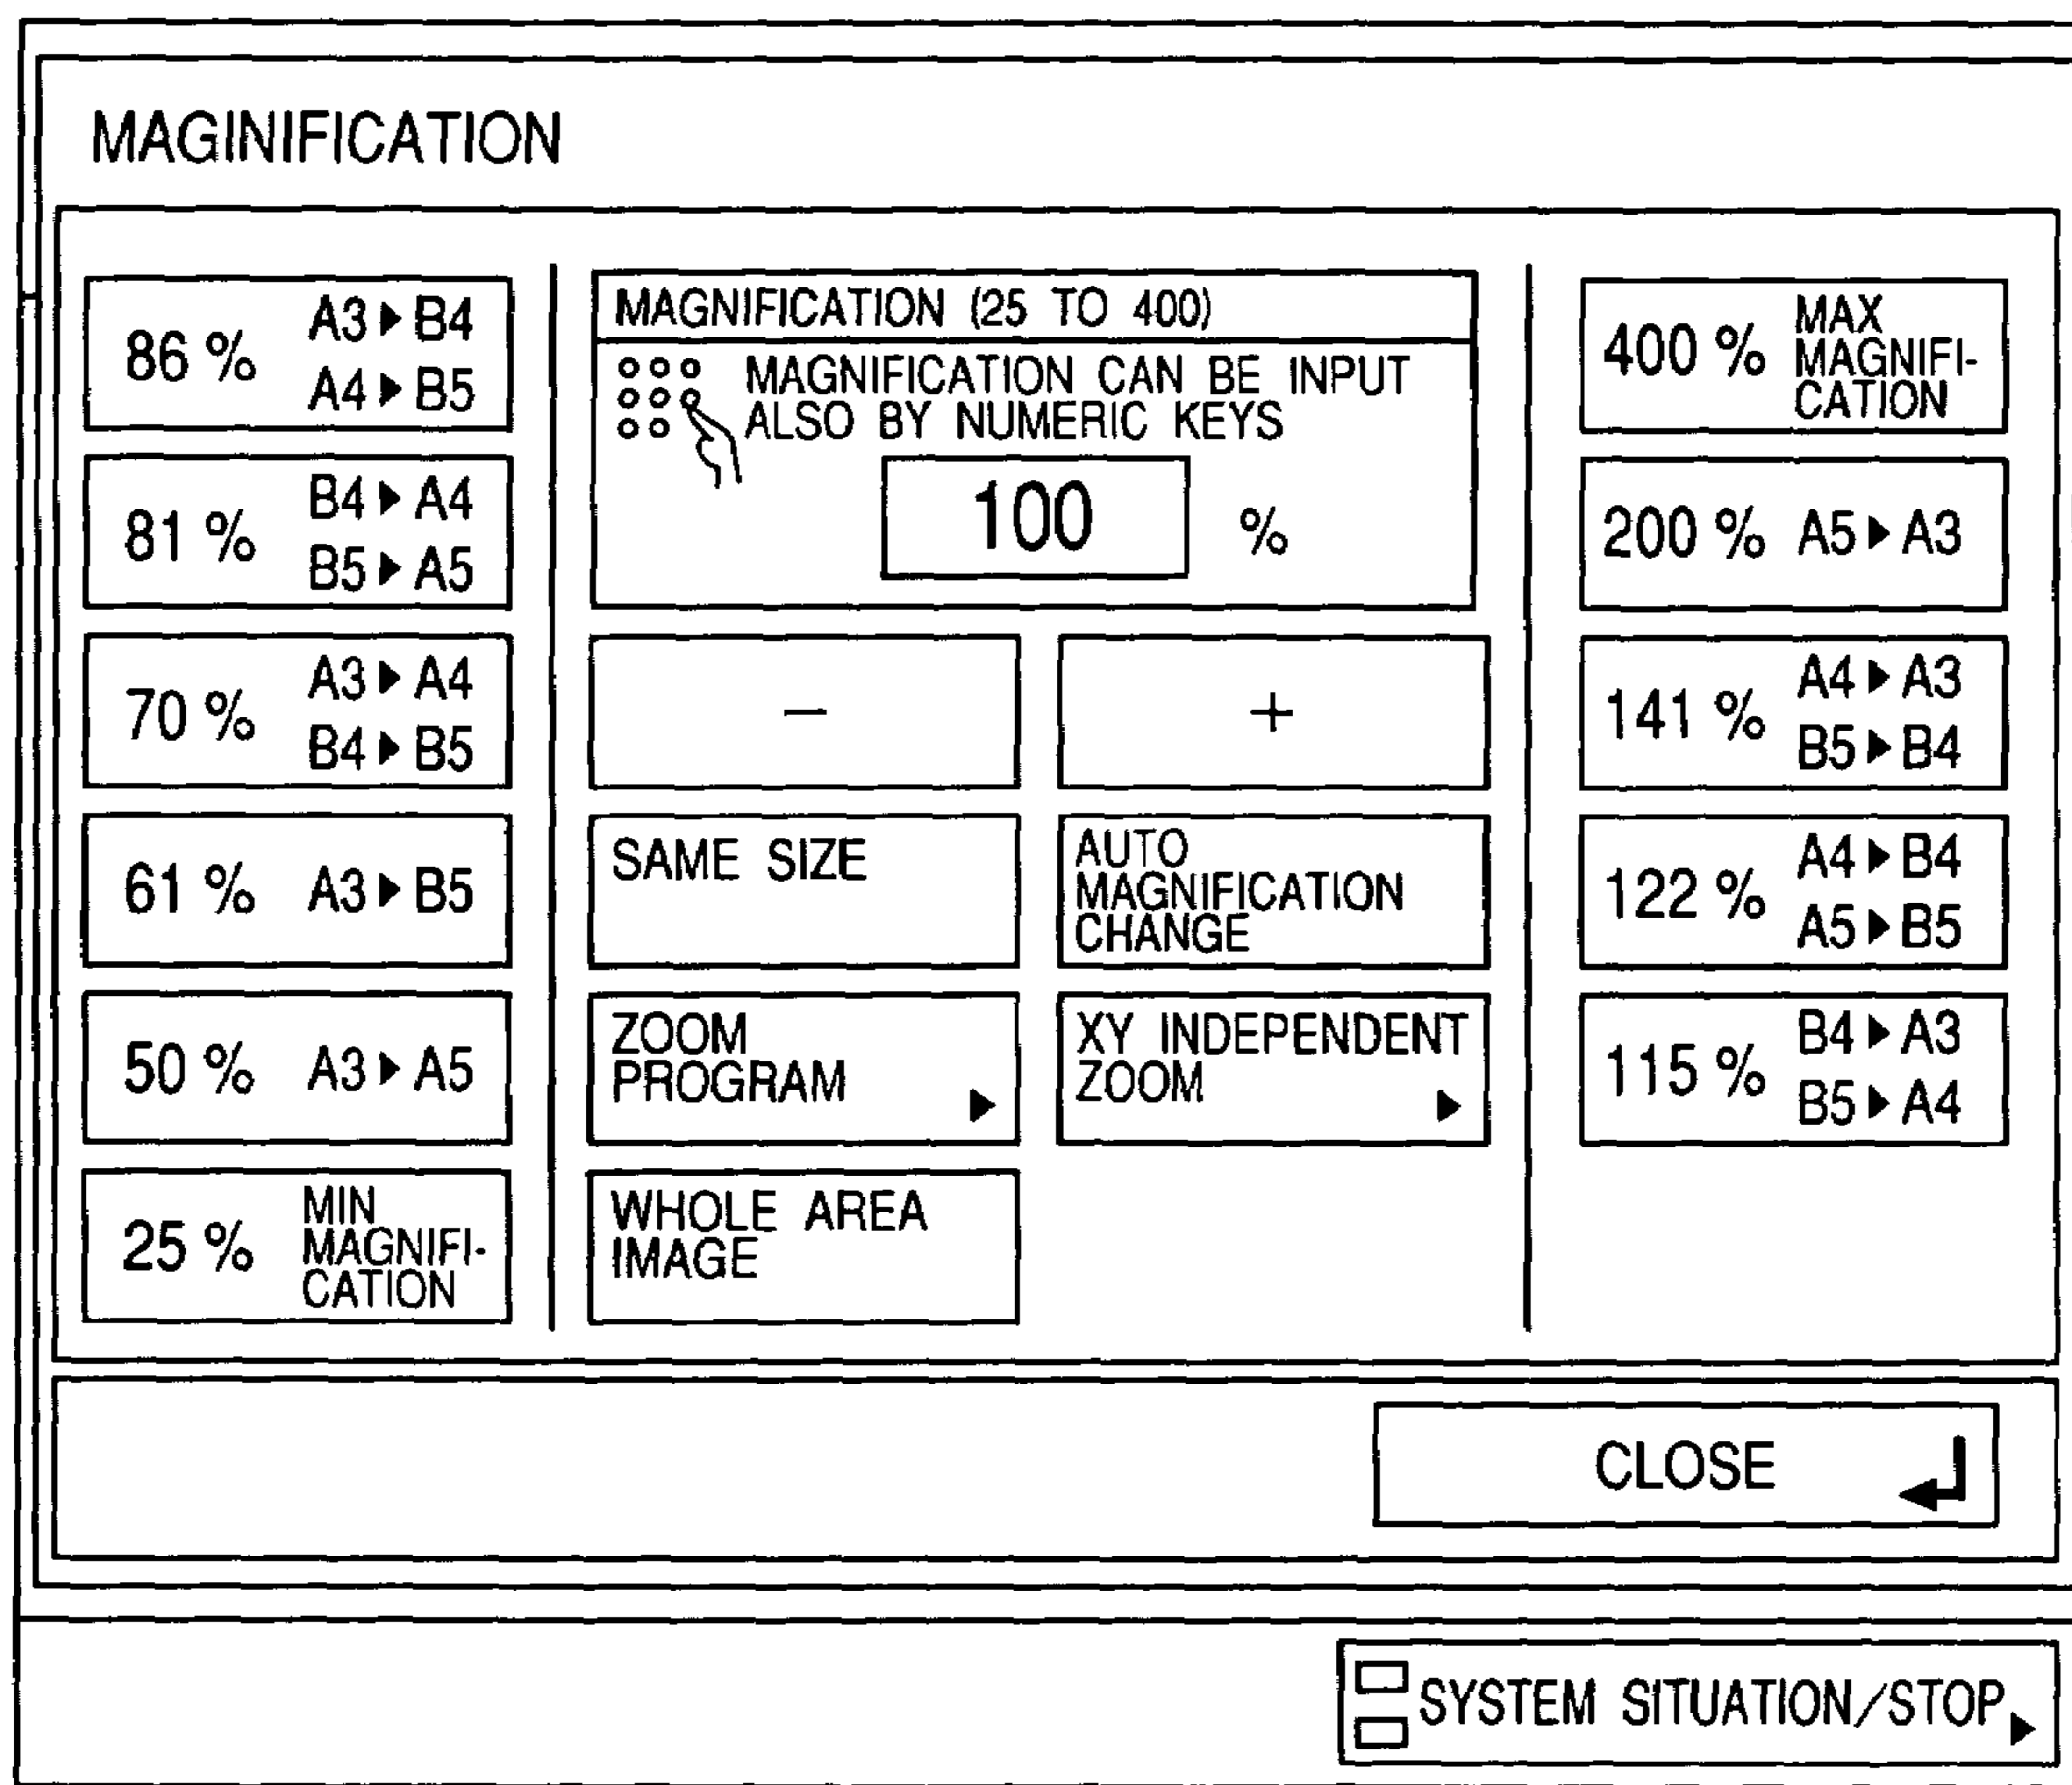 MAGINIFICATION
86 % A3▶B4
A4▶B5
81 % B4▶A4
B5▶A5
70 % A3▶A4
B4▶B5
61 % A3▶B5
50 % A3▶A5
25 % MIN
MAGNIFI-
CATION
MAGNIFICATION (25 TO 400)
MAGNIFICATION CAN BE INPUT
ALSO BY NUMERIC KEYS
100 %
− +
SAME SIZE
AUTO
MAGNIFICATION
CHANGE
ZOOM
PROGRAM ▶
XY INDEPENDENT
ZOOM ▶
WHOLE AREA
IMAGE
400 % MAX
MAGNIFI-
CATION
200 % A5▶A3
141 % A4▶A3
B5▶B4
122 % A4▶B4
A5▶B5
115 % B4▶A3
B5▶A4
CLOSE
SYSTEM SITUATION/STOP ▶